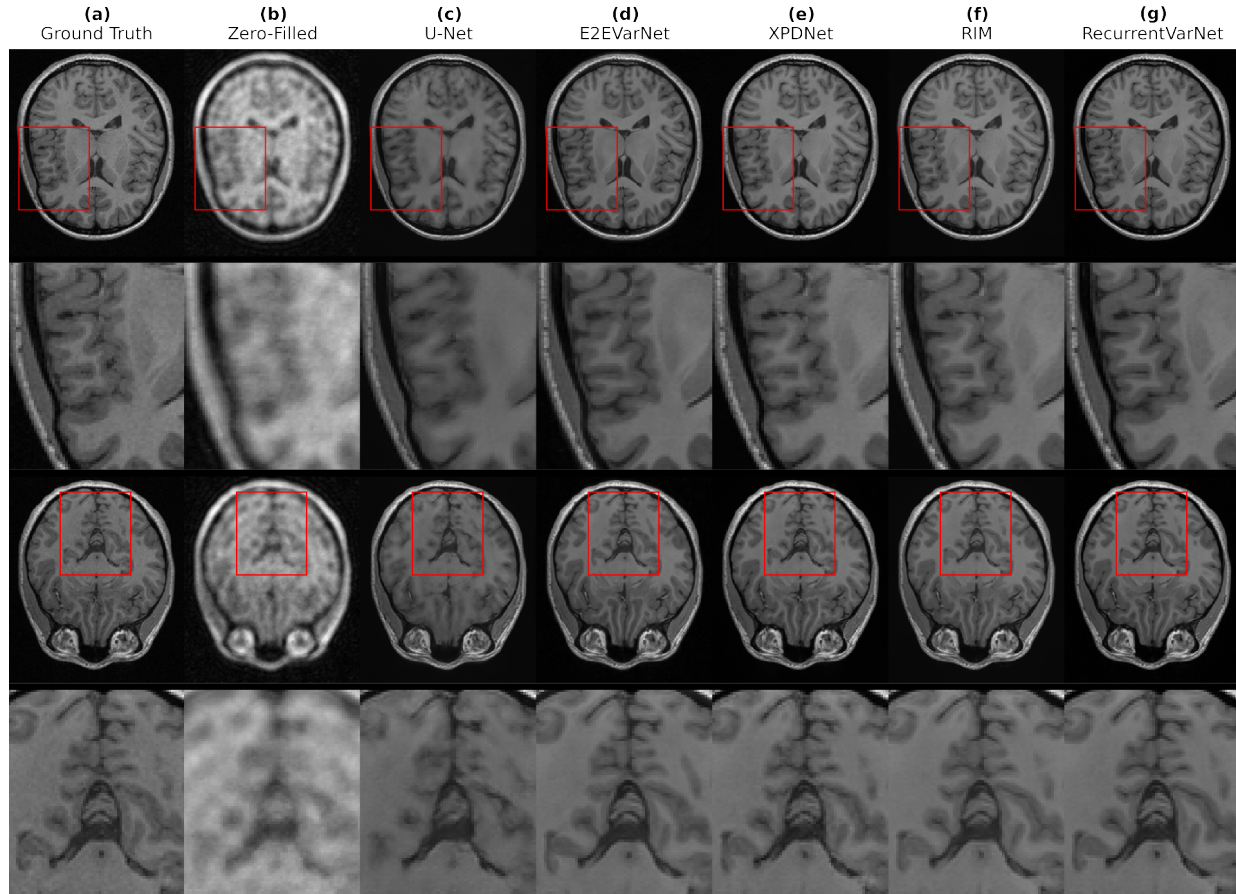 (a) (b) (c) (d) (e) (f) (g)
Ground Truth Zero-Filled U-Net E2EVarNet XPDNet RIM RecurrentVarNet